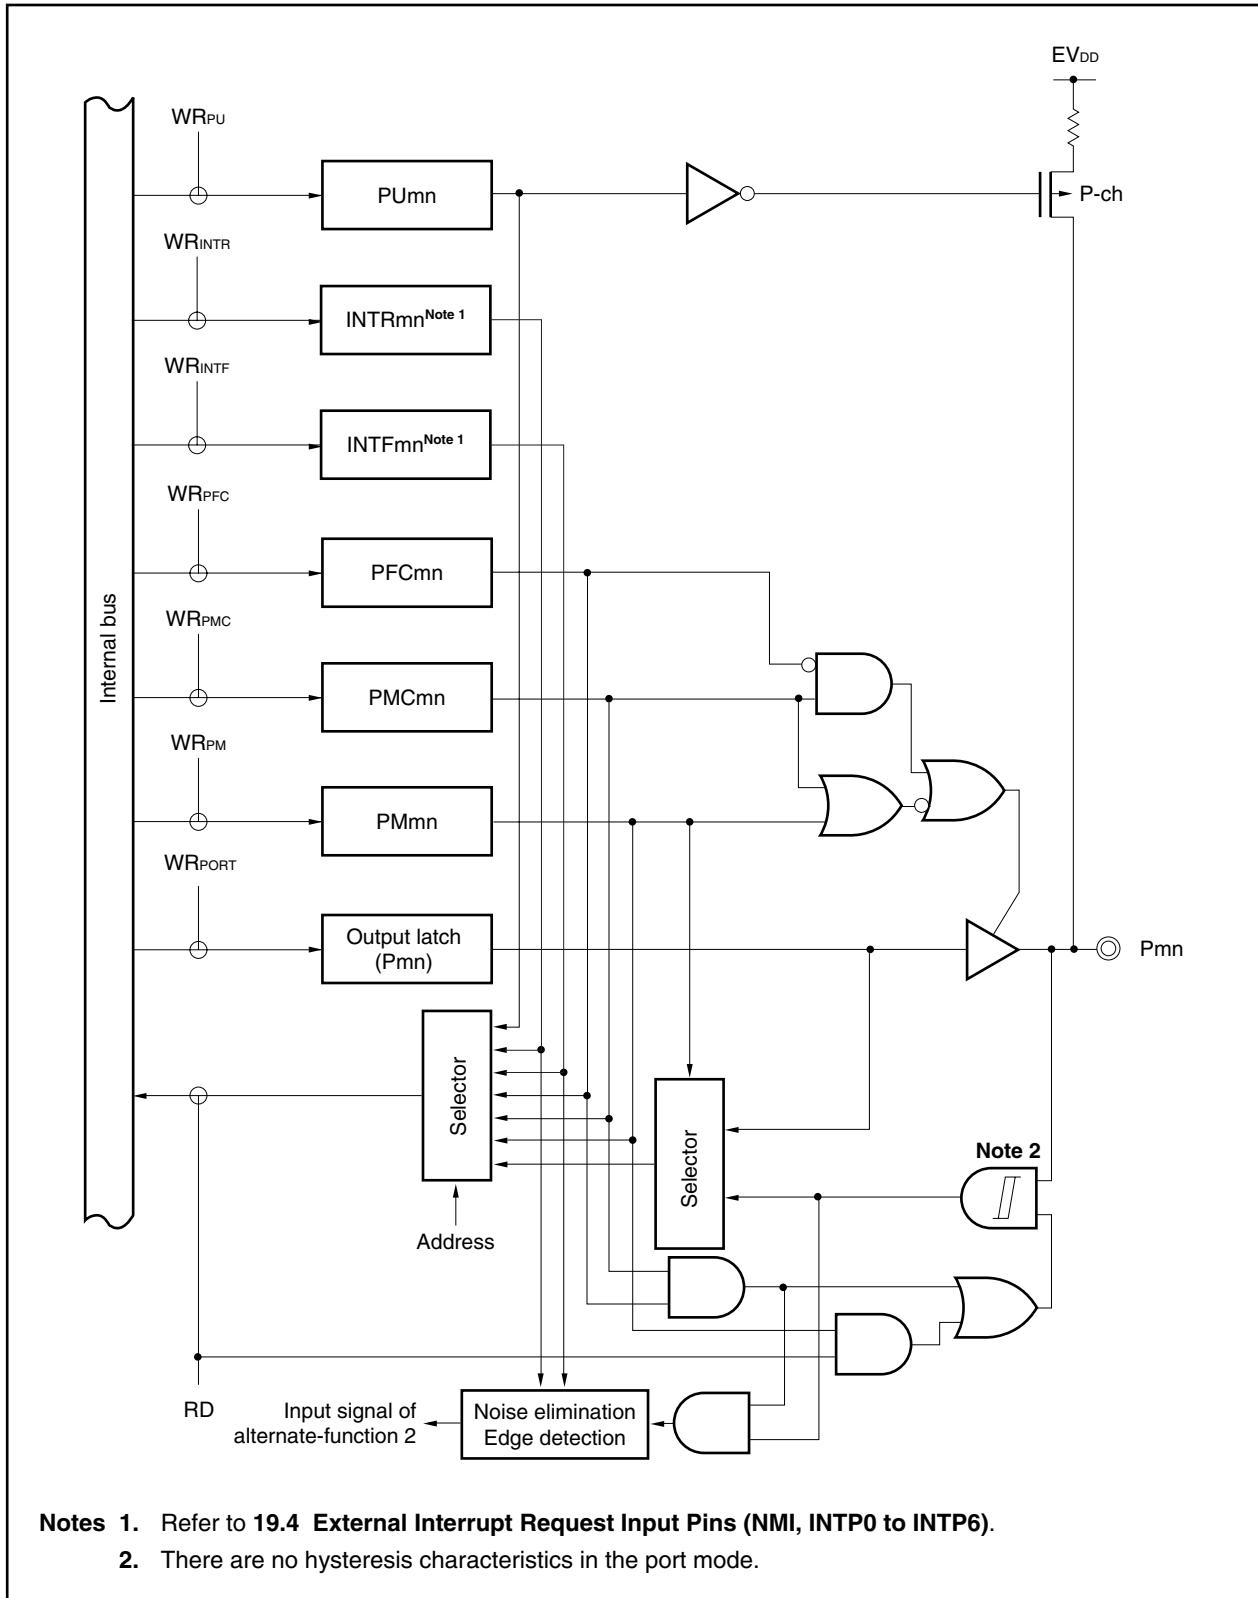 EVDD
WRPU
PUmn
P-ch
WRINTR
INTRmnNote 1
WRINTF
INTFmnNote 1
WRPFC
PFCmn
Internal bus
WRPMC
PMCmn
WRPM
PMmn
WRPORT
Output latch
(Pmn)
Pmn
Selector
Selector
Note 2
Address
RD
Input signal of
alternate-function 2
Noise elimination
Edge detection
Notes 1. Refer to 19.4 External Interrupt Request Input Pins (NMI, INTP0 to INTP6).
2. There are no hysteresis characteristics in the port mode.